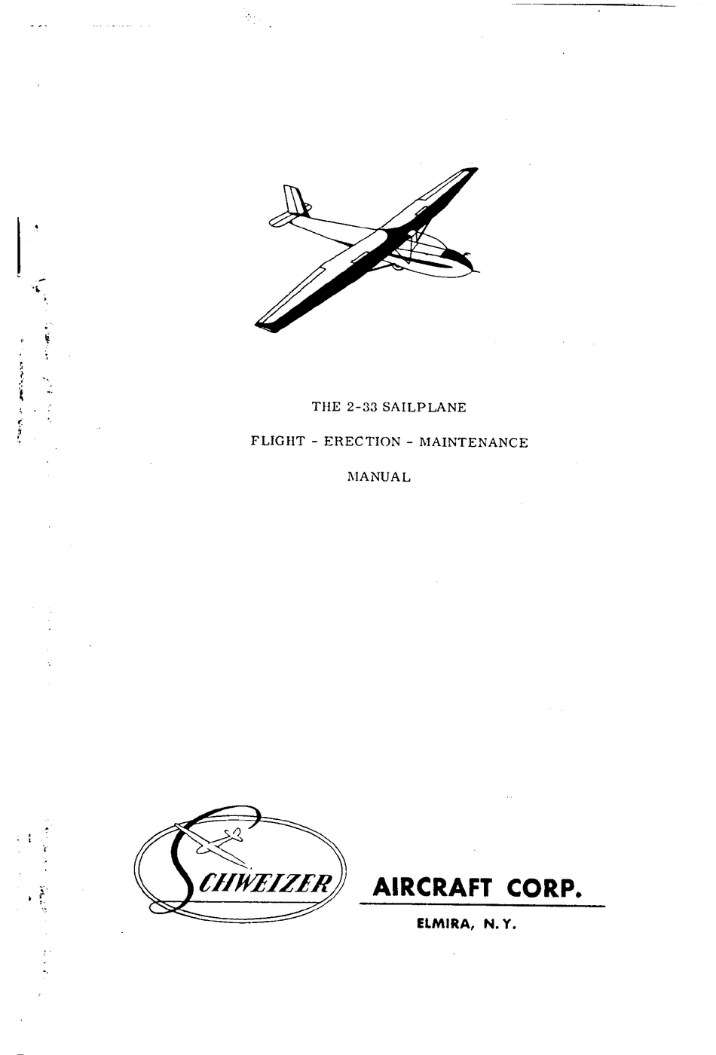 THE 2-33 SAILPLANE
FLIGHT - ERECTION - MAINTENANCE
MANUAL
SCHWEIZER
AIRCRAFT CORP.
ELMIRA, N.Y.